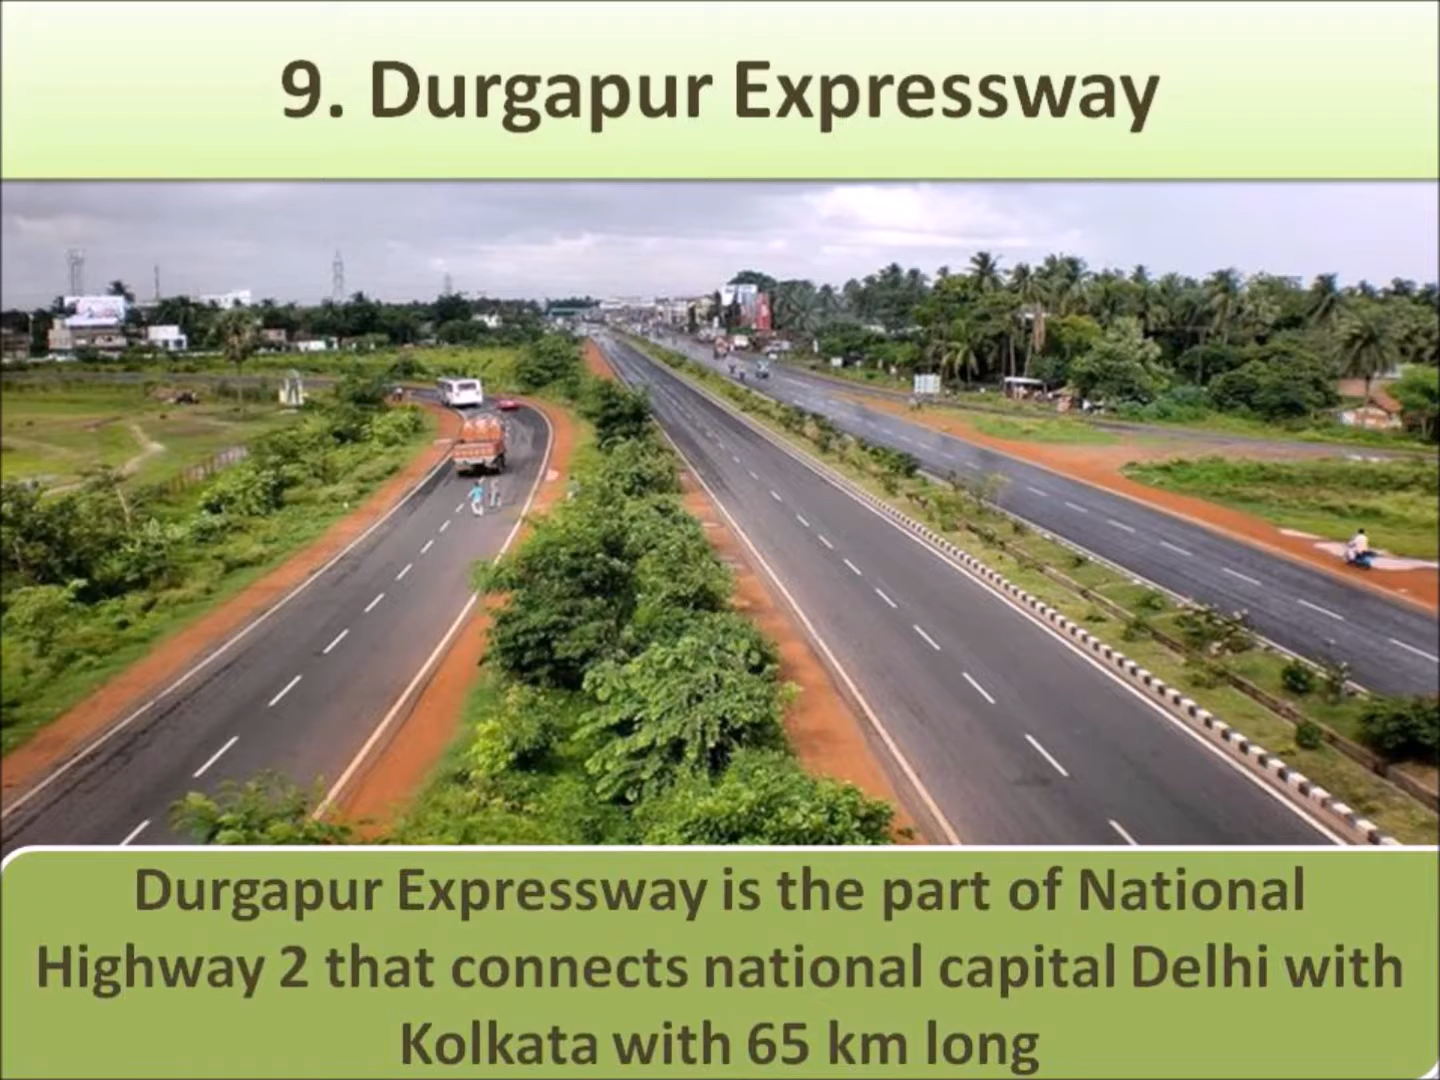 9. Durgapur Expressway
Durgapur Expressway is the part of National
Highway 2 that connects national capital Delhi with
Kolkata with 65 km long